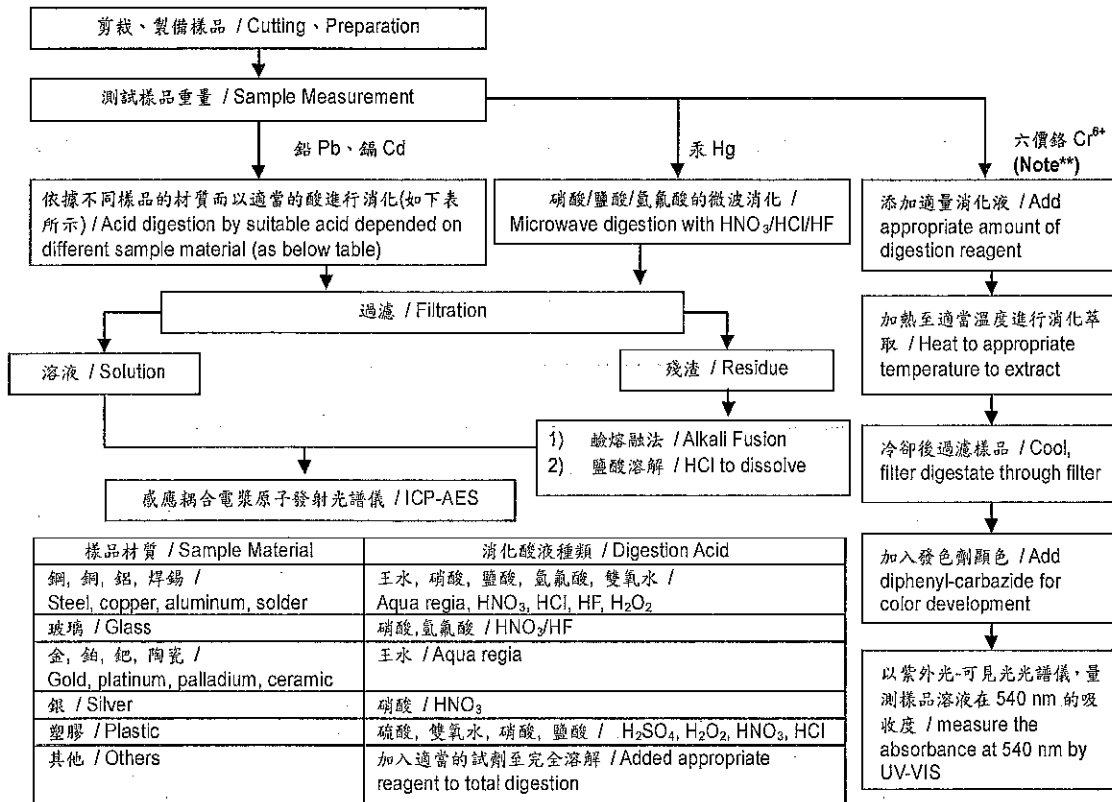 剪裁、製備樣品 / Cutting、Preparation
測試樣品重量 / Sample Measurement
鉛 Pb、鎘 Cd
汞 Hg
六價鉻 Cr⁶⁺
(Note**)
依據不同樣品的材質而以適當的酸進行消化(如下表
所示) / Acid digestion by suitable acid depended on
different sample material (as below table)
硝酸/鹽酸/氫氟酸的微波消化 /
Microwave digestion with HNO₃/HCl/HF
添加適量消化液 / Add
appropriate amount of
digestion reagent
過濾 / Filtration
加熱至適當溫度進行消化萃
取 / Heat to appropriate
temperature to extract
溶液 / Solution
殘渣 / Residue
1) 鹼熔融法 / Alkali Fusion
2) 鹽酸溶解 / HCl to dissolve
冷卻後過濾樣品 / Cool,
filter digestate through filter
感應耦合電漿原子發射光譜儀 / ICP-AES
加入發色劑顯色 / Add
diphenyl-carbazide for
color development
以紫外光-可見光光譜儀，量
測樣品溶液在 540 nm 的吸
收度 / measure the
absorbance at 540 nm by
UV-VIS
樣品材質 / Sample Material
消化酸液種類 / Digestion Acid
鋼, 銅, 鋁, 焊錫 /
Steel, copper, aluminum, solder
王水, 硝酸, 鹽酸, 氫氟酸, 雙氧水 /
Aqua regia, HNO₃, HCl, HF, H₂O₂
玻璃 / Glass
硝酸,氫氟酸 / HNO₃/HF
金, 鉑, 鈀, 陶瓷 /
Gold, platinum, palladium, ceramic
王水 / Aqua regia
銀 / Silver
硝酸 / HNO₃
塑膠 / Plastic
硫酸, 雙氧水, 硝酸, 鹽酸 / H₂SO₄, H₂O₂, HNO₃, HCl
其他 / Others
加入適當的試劑至完全溶解 / Added appropriate
reagent to total digestion